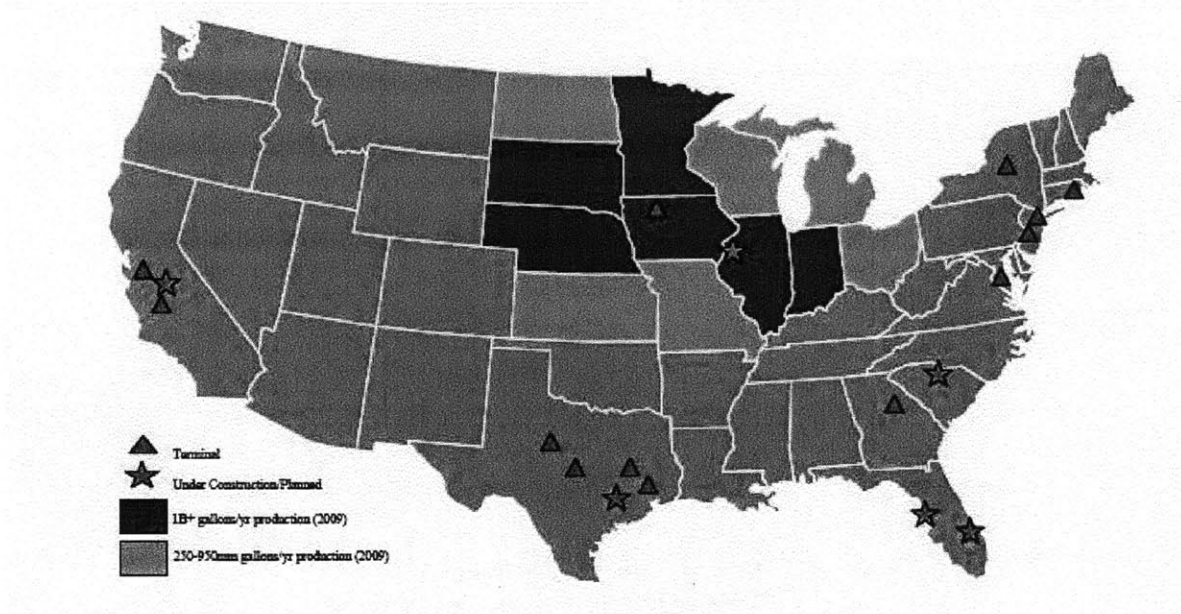 Terminal
Under Construction/Planned
1B+ gallons/yr production (2009)
250-950mm gallons/yr production (2009)